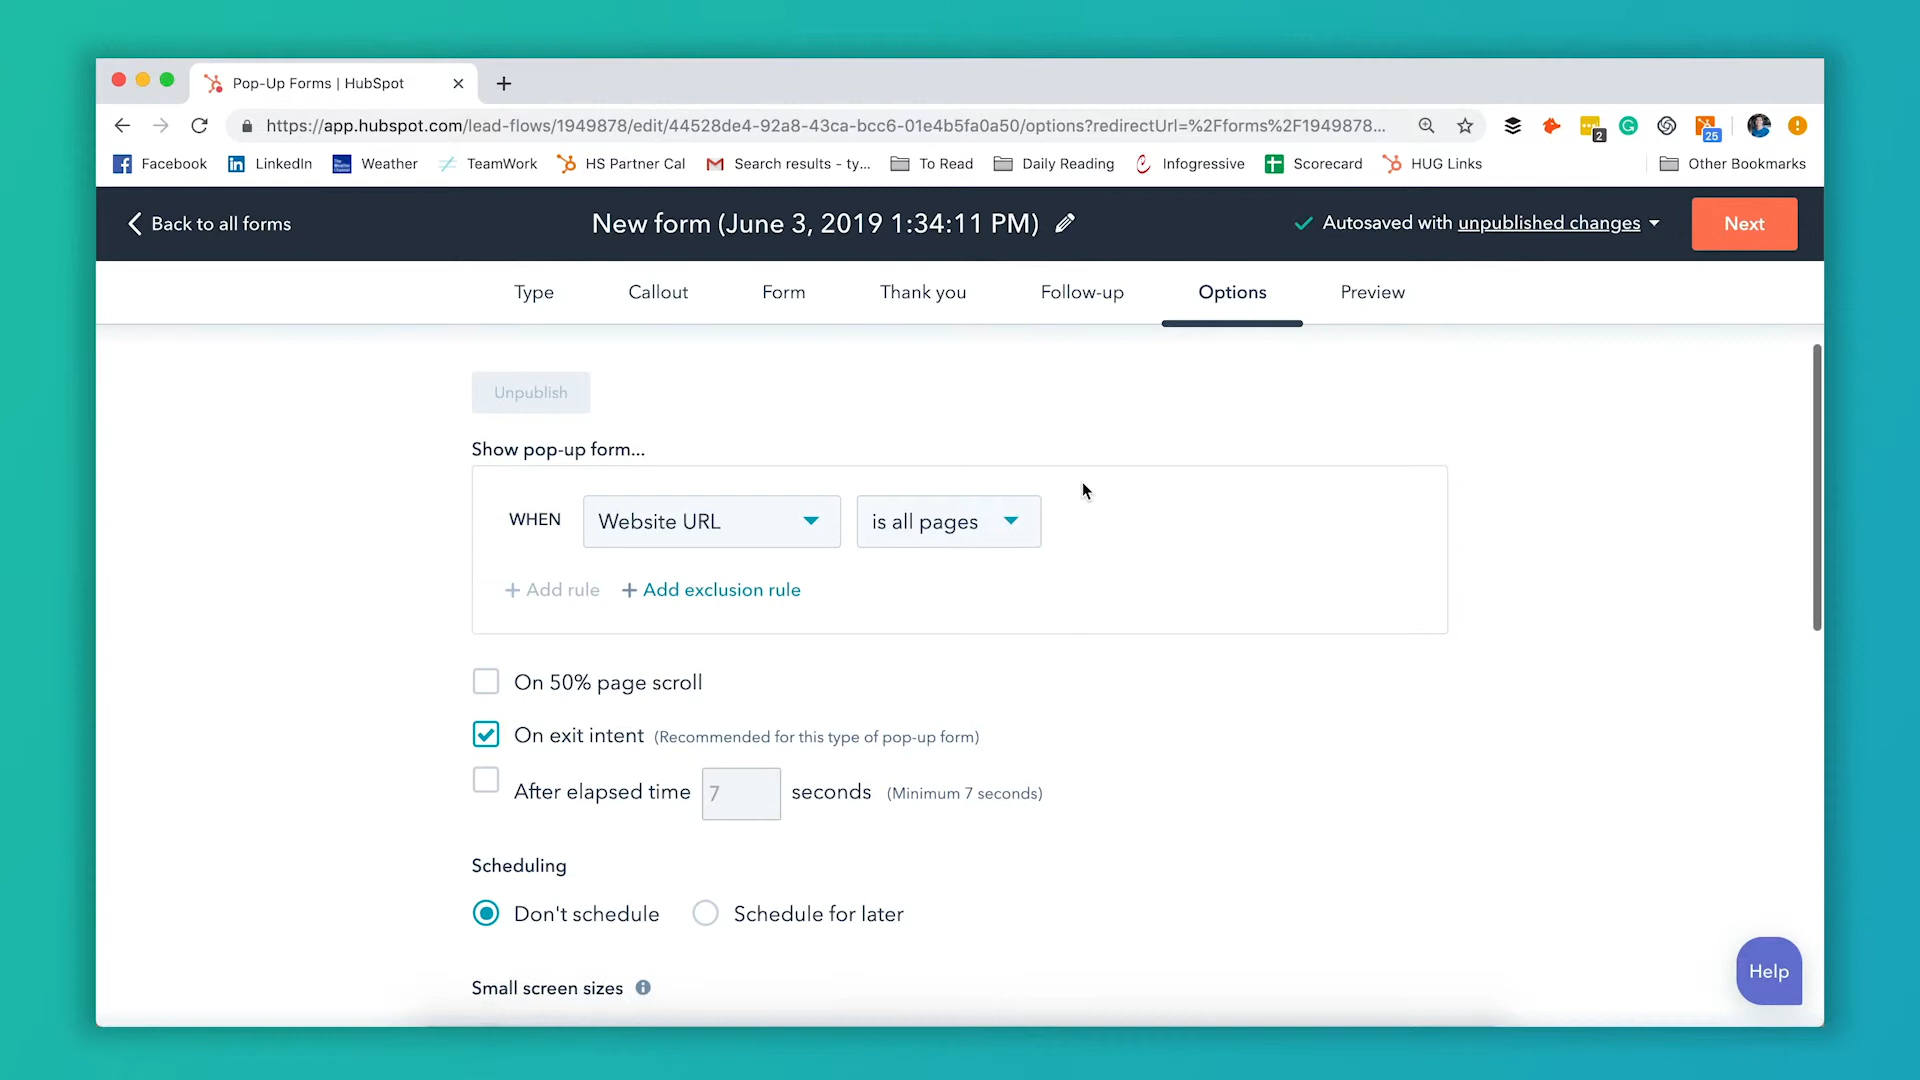 Pop-Up Forms | HubSpot
https://app.hubspot.com/lead-flows/1949878/edit/44528de4-92a8-43ca-bcc6-01e4b5fa0a50/options?redirectUrl=%2Fforms%2F1949878...
2
25
Facebook LinkedIn Weather TeamWork HS Partner Cal Search results - ty... To Read Daily Reading Infogressive Scorecard HUG Links Other Bookmarks
Back to all forms New form (June 3, 2019 1:34:11 PM) Autosaved with unpublished changes Next
Type Callout Form Thank you Follow-up Options Preview
Unpublish
Show pop-up form...
WHEN Website URL is all pages
+ Add rule + Add exclusion rule
On 50% page scroll
On exit intent (Recommended for this type of pop-up form)
After elapsed time 7 seconds (Minimum 7 seconds)
Scheduling
Don't schedule Schedule for later
Help
Small screen sizes